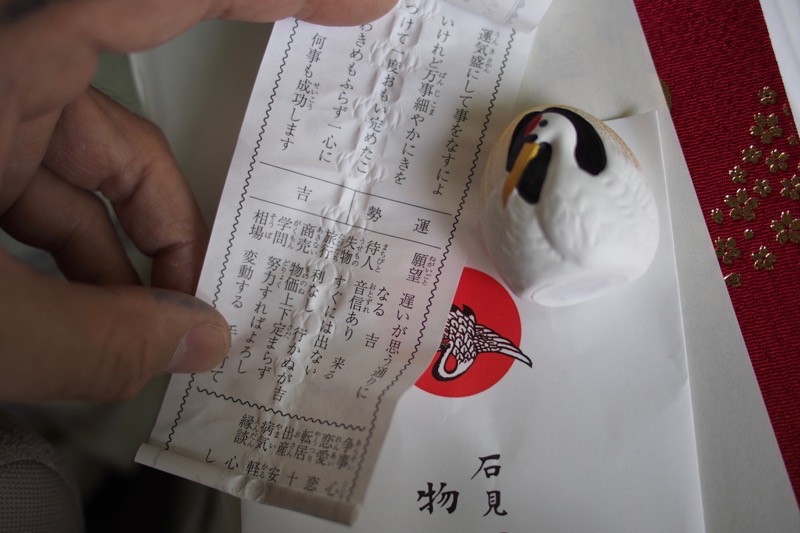 運気盛にして事をなすによ
いけれど万事細やかにきを
つけて一度おもい定めたこ
わきめもふらず一心に
何事も成功します
運勢
吉
願望 遅いが思う通りに
なる 吉
待人 音信あり 来る
失物 すぐには出ない
旅行 利なし 行かぬが吉
商売 物価上下定まらず
学問 努力すればよろし
相場 変動する
争事 心
恋愛 恋
転居 十
出産 安
病気 軽
縁談 心
し
石見
物